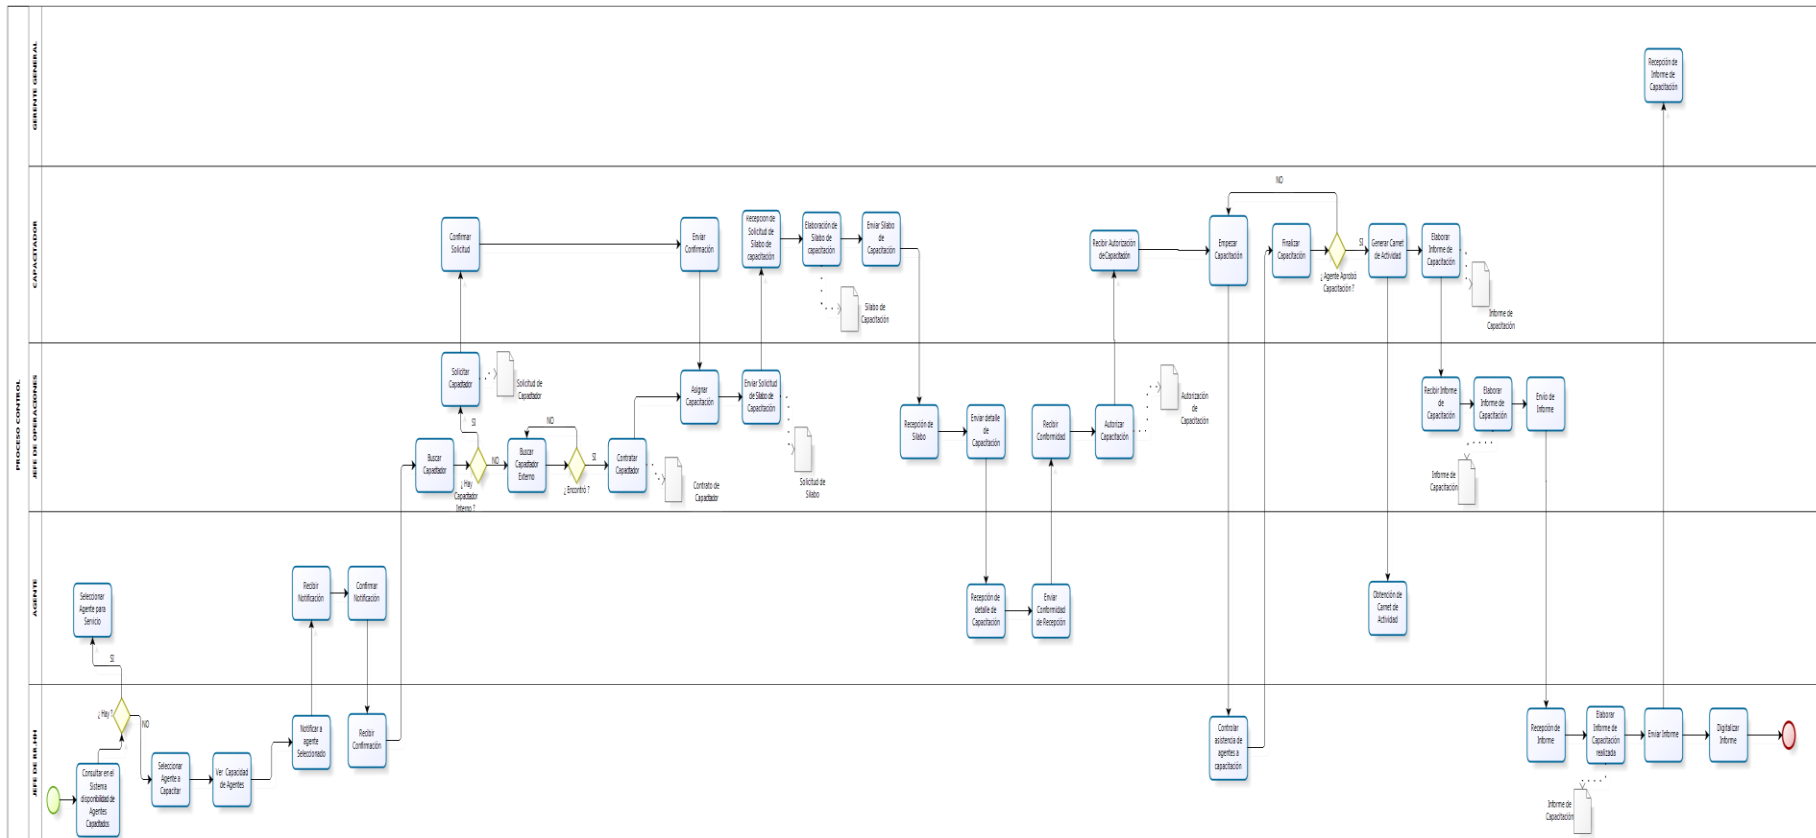 PROCESO CONTROL
GERENTE GENERAL
Recepción de
Informe de
Capacitación
CAPACITADOR
Confirmar
Solicitud
Enviar
Confirmación
Recepcion de
Solicitud de
Silabo de
capacitación
Elaboración de
Silabo de
capacitación
Enviar Silabo
de
Capacitación
Silabo de
Capacitación
Recibir Autorización
de Capacitación
Empezar
Capacitación
NO
Finalizar
Capacitación
¿ Agente Aprobó
Capacitación ?
SI
Generar Carnet
de Actividad
Elaborar
Informe de
Capacitación
Informe de
Capacitación
JEFE DE OPERACIONES
Solicitar
Capacitador
Solicitud de
Capacitador
SI
Buscar
Capacitador
¿ Hay
Capacitador
Interno ?
NO
Buscar
Capacitador
Externo
NO
¿ Encontró ?
SI
Contratar
Capacitador
Contrato de
Capacitador
Asignar
Capacitación
Enviar Solicitud
de Silabo de
Capacitación
Solicitud de
Silabo
Recepción de
Silabo
Enviar detalle
de
Capacitación
Recibir
Conformidad
Autorizar
Capacitación
Autorización
de
Capacitación
Recibir Informe
de
Capacitación
Elaborar
Informe de
Capacitación
Envío de
Informe
Informe de
Capacitación
AGENTE
Seleccionar
Agente para
Servicio
SI
Recibir
Notificación
Confirmar
Notificación
Recepción de
detalle de
Capacitación
Enviar
Conformidad
de Recepción
Obtención de
Carnet de
Actividad
JEFE DE RR.HH
¿ Hay ?
NO
Consultar en el
Sistema
disponibilidad de
Agentes
Capacitados
Seleccionar
Agente a
Capacitar
Ver Capacidad
de Agentes
Notificar a
agente
Seleccionado
Recibir
Confirmación
Controlar
asistencia de
agentes a
capacitación
Recepción de
Informe
Elaborar
Informe de
Capacitación
realizada
Informe de
Capacitación
Enviar Informe
Digitalizar
Informe